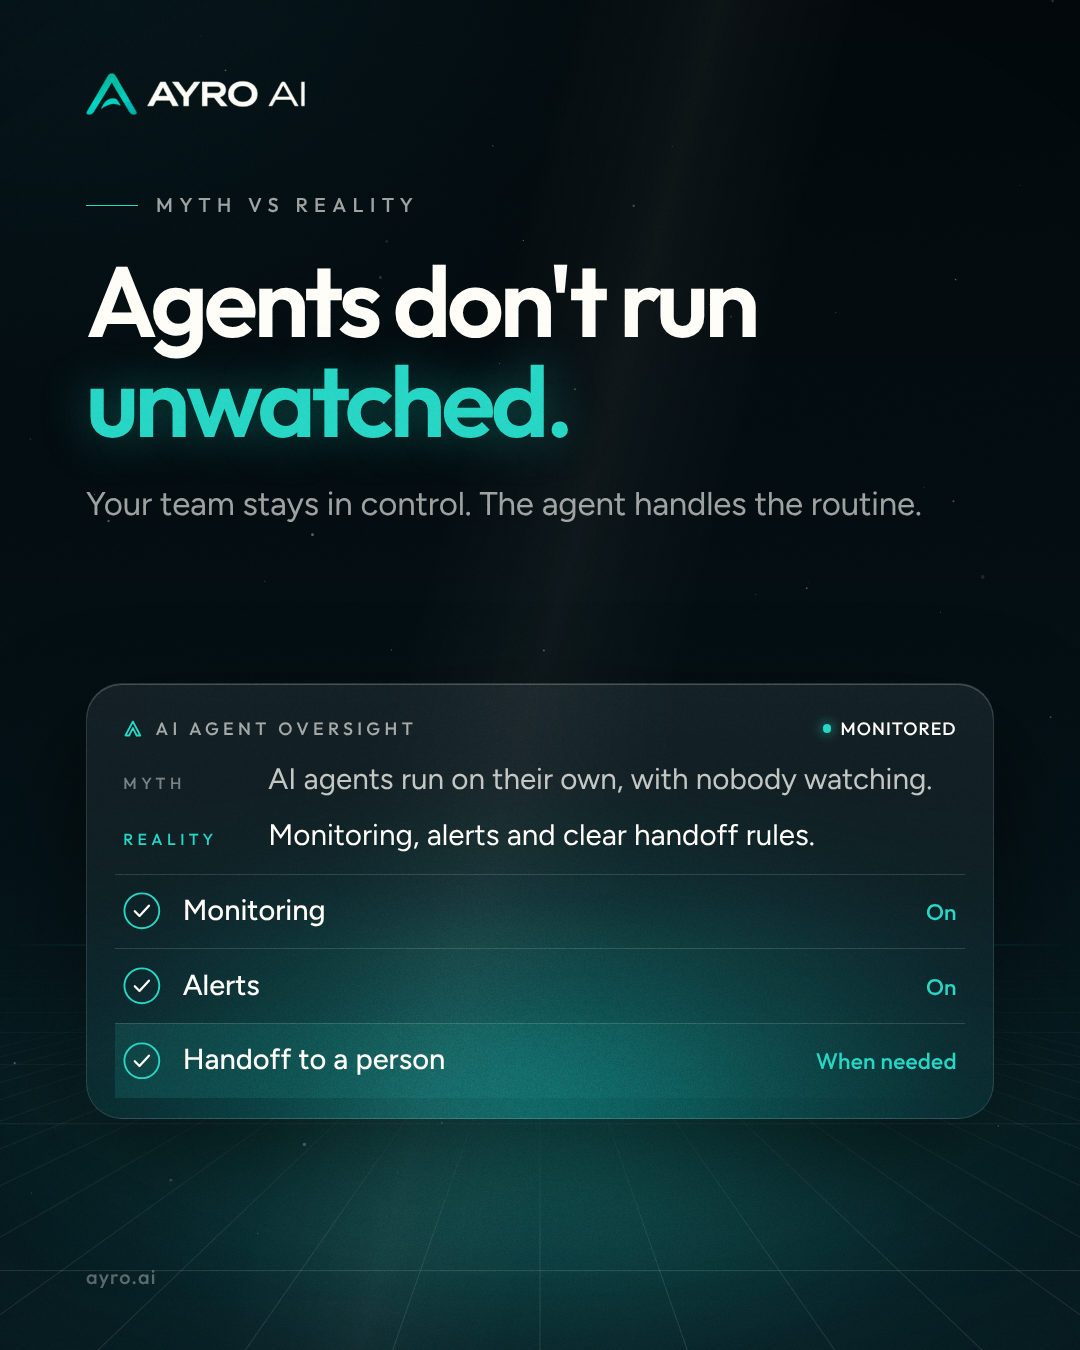 AYRO AI
MYTH VS REALITY
Agents don't run
unwatched.
Your team stays in control. The agent handles the routine.
AI AGENT OVERSIGHT
MONITORED
MYTH
AI agents run on their own, with nobody watching.
REALITY
Monitoring, alerts and clear handoff rules.
Monitoring
On
Alerts
On
Handoff to a person
When needed
ayro.ai